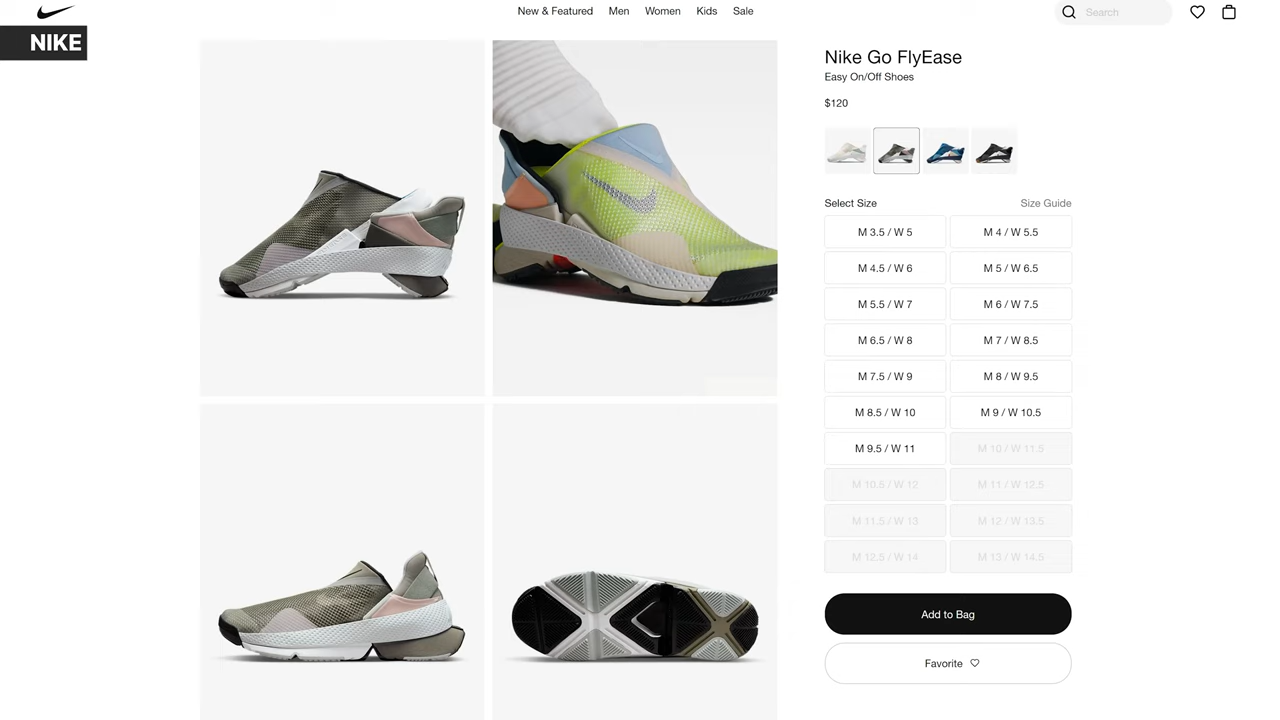 New & Featured Men Women Kids Sale
Search
NIKE
Nike Go FlyEase
Easy On/Off Shoes
$120
Select Size Size Guide
M 3.5 / W 5 M 4 / W 5.5
M 4.5 / W 6 M 5 / W 6.5
M 5.5 / W 7 M 6 / W 7.5
M 6.5 / W 8 M 7 / W 8.5
M 7.5 / W 9 M 8 / W 9.5
M 8.5 / W 10 M 9 / W 10.5
M 9.5 / W 11 M 10 / W 11.5
M 10.5 / W 12 M 11 / W 12.5
M 11.5 / W 13 M 12 / W 13.5
M 12.5 / W 14 M 13 / W 14.5
Add to Bag
Favorite